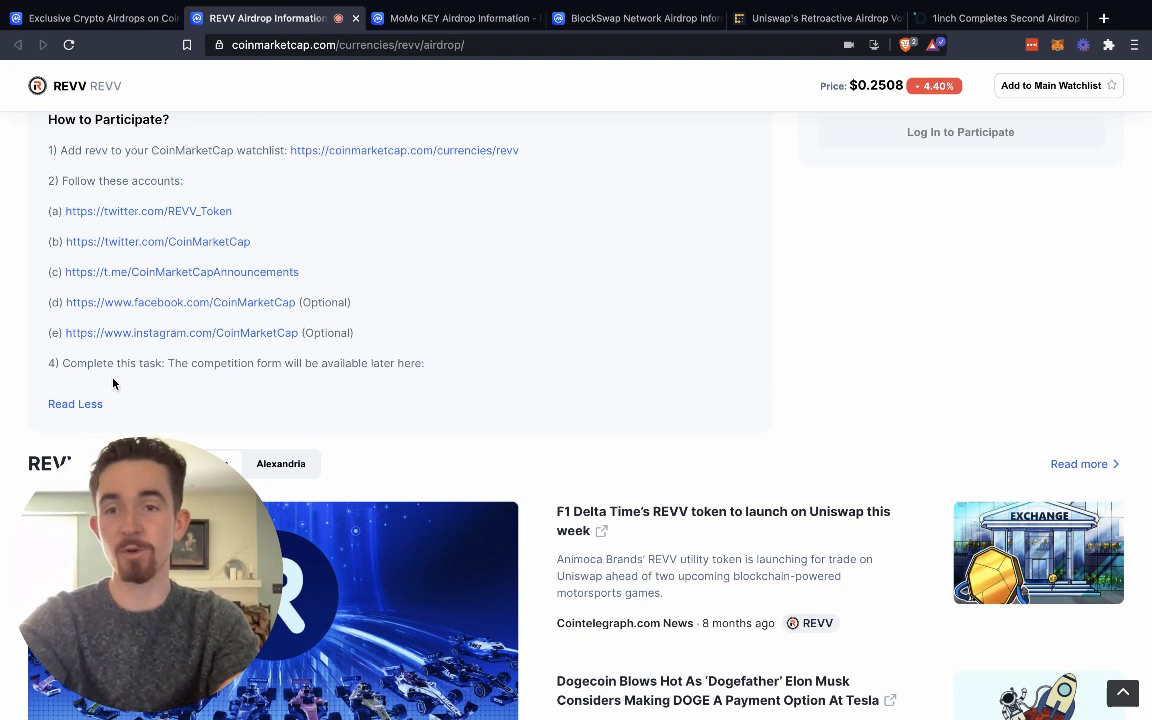 Exclusive Crypto Airdrops on Coi
REVV Airdrop Information
MoMo KEY Airdrop Information -
BlockSwap Network Airdrop Infor
Uniswap's Retroactive Airdrop Vo
1inch Completes Second Airdrop
coinmarketcap.com/currencies/revv/airdrop/
2
REVV REVV
Price: $0.2508 4.40%
Add to Main Watchlist
How to Participate?
Log In to Participate
1) Add revv to your CoinMarketCap watchlist: https://coinmarketcap.com/currencies/revv
2) Follow these accounts:
(a) https://twitter.com/REVV_Token
(b) https://twitter.com/CoinMarketCap
(c) https://t.me/CoinMarketCapAnnouncements
(d) https://www.facebook.com/CoinMarketCap (Optional)
(e) https://www.instagram.com/CoinMarketCap (Optional)
4) Complete this task: The competition form will be available later here:
Read Less
Alexandria
Read more
F1 Delta Time's REVV token to launch on Uniswap this
week
Animoca Brands' REVV utility token is launching for trade on
Uniswap ahead of two upcoming blockchain-powered
motorsports games.
Cointelegraph.com News · 8 months ago REVV
EXCHANGE
Dogecoin Blows Hot As 'Dogefather' Elon Musk
Considers Making DOGE A Payment Option At Tesla